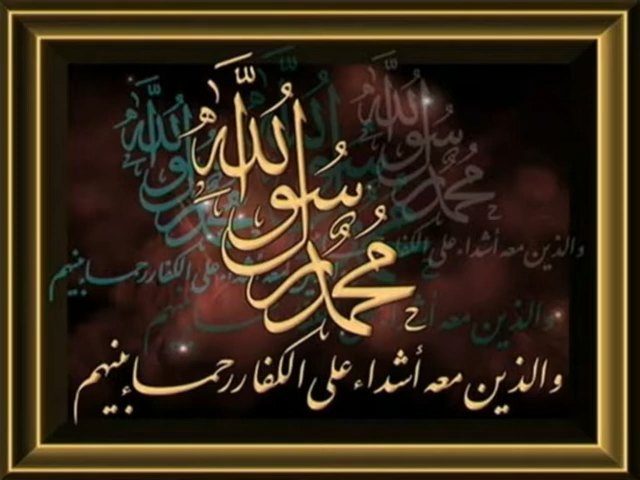 محمد رسول الله
والذين معه أشداء على الكفار رحماء بينهم